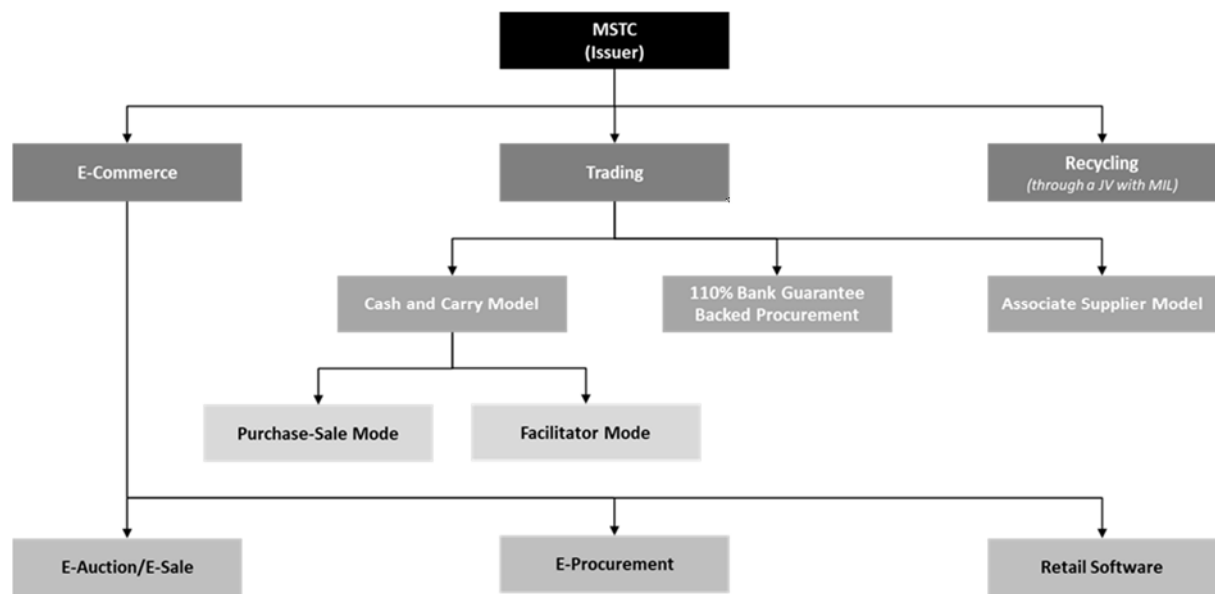 MSTC
(Issuer)
E-Commerce
Trading
Recycling
(through a JV with MIL)
Cash and Carry Model
110% Bank Guarantee
Backed Procurement
Associate Supplier Model
Purchase-Sale Mode
Facilitator Mode
E-Auction/E-Sale
E-Procurement
Retail Software